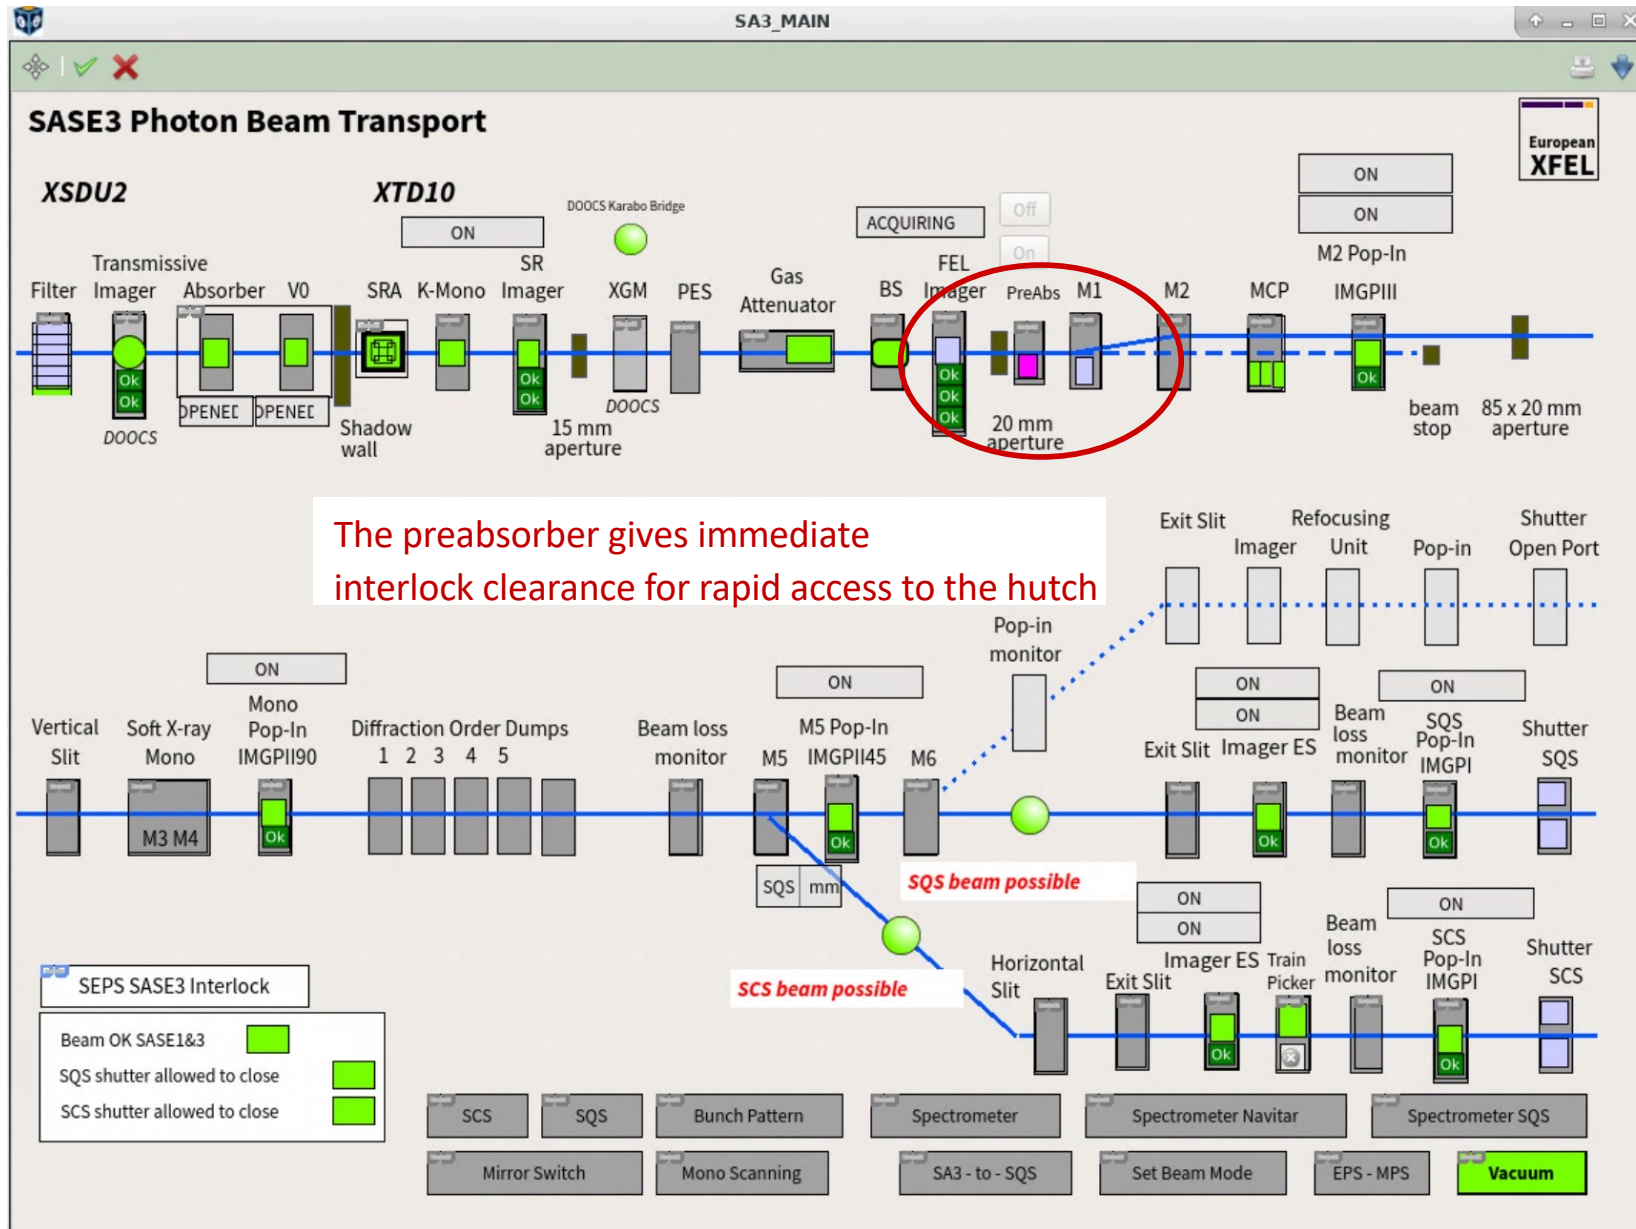 SA3_MAIN
SASE3 Photon Beam Transport
European
XFEL
XSDU2
XTD10
DOOCS Karabo Bridge
ON
ACQUIRING
Off
On
ON
ON
M2 Pop-In
Transmissive
Filter Imager Absorber V0
SRA K-Mono
SR
Imager
XGM
PES
Gas
Attenuator
BS
FEL
Imager
PreAbs
M1
M2
MCP
IMGPIII
Ok
Ok
Ok
Ok
Ok
Ok
Ok
Ok
OPENED
OPENED
DOOCS
Shadow
wall
15 mm
aperture
DOOCS
20 mm
aperture
beam
stop
85 x 20 mm
aperture
The preabsorber gives immediate
interlock clearance for rapid access to the hutch
Exit Slit
Imager
Refocusing
Unit
Pop-in
Shutter
Open Port
Pop-in
monitor
ON
ON
ON
ON
ON
Vertical
Slit
Soft X-ray
Mono
Mono
Pop-In
IMGPII90
Diffraction Order Dumps
1 2 3 4 5
Beam loss
monitor
M5
M5 Pop-In
IMGPII45
M6
Exit Slit
Imager ES
Beam
loss
monitor
SQS
Pop-In
IMGPI
Shutter
SQS
M3 M4
Ok
Ok
Ok
Ok
SQS mm
SQS beam possible
SCS beam possible
ON
ON
ON
Horizontal
Slit
Exit Slit
Imager ES
Train
Picker
Beam
loss
monitor
SCS
Pop-In
IMGPI
Shutter
SCS
Ok
Ok
SEPS SASE3 Interlock
Beam OK SASE1&3
SQS shutter allowed to close
SCS shutter allowed to close
SCS
SQS
Bunch Pattern
Spectrometer
Spectrometer Navitar
Spectrometer SQS
Mirror Switch
Mono Scanning
SA3 - to - SQS
Set Beam Mode
EPS - MPS
Vacuum